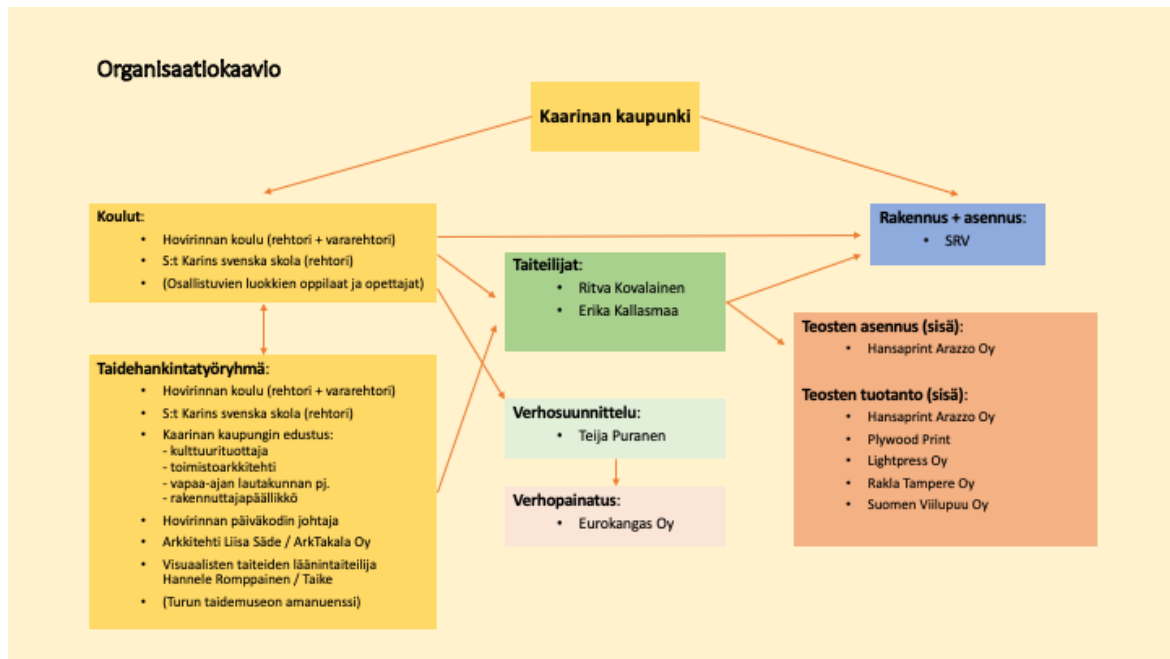 Organisaatiokaavio
Kaarinan kaupunki
Koulut:
• Hovirinnan koulu (rehtori + vararehtori)
• S:t Karins svenska skola (rehtori)
• (Osallistuvien luokkien oppilaat ja opettajat)
Rakennus + asennus:
• SRV
Taiteilijat:
• Ritva Kovalainen
• Erika Kallasmaa
Taidehankintatyöryhmä:
• Hovirinnan koulu (rehtori + vararehtori)
• S:t Karins svenska skola (rehtori)
• Kaarinan kaupungin edustus:
- kulttuurituottaja
- toimistoarkkitehti
- vapaa-ajan lautakunnan pj.
- rakennuttajapäällikkö
• Hovirinnan päiväkodin johtaja
• Arkkitehti Liisa Säde / ArkTakala Oy
• Visuaalisten taiteiden läänintaiteilija
Hannele Romppainen / Taike
• (Turun taidemuseon amanuenssi)
Verhosuunnittelu:
• Teija Puranen
Verhopainatus:
• Eurokangas Oy
Teosten asennus (sisä):
• Hansaprint Arazzo Oy
Teosten tuotanto (sisä):
• Hansaprint Arazzo Oy
• Plywood Print
• Lightpress Oy
• Rakla Tampere Oy
• Suomen Viilupuu Oy